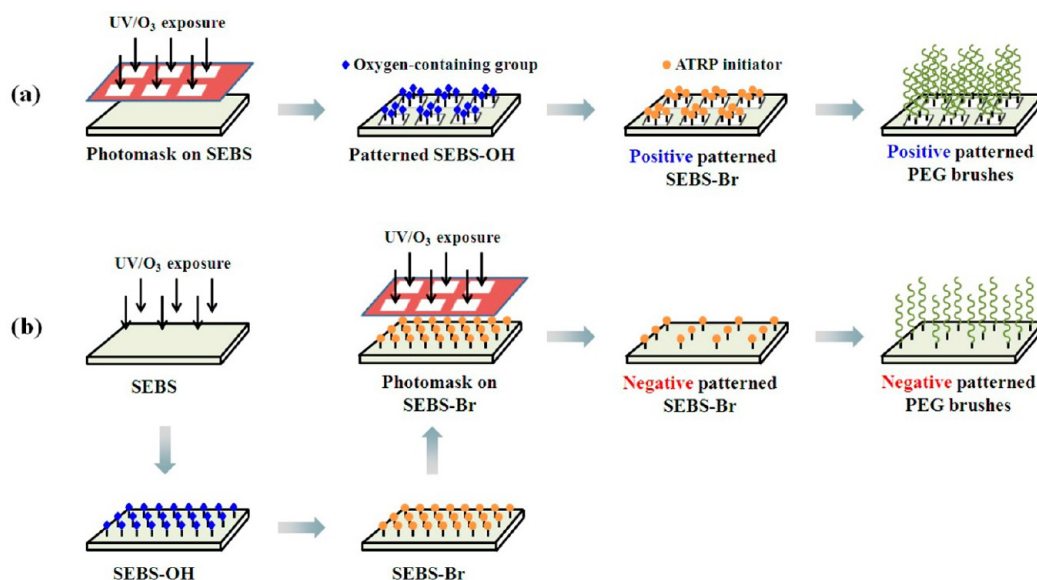 UV/O3 exposure
Oxygen-containing group
ATRP initiator
(a)
Photomask on SEBS
Patterned SEBS-OH
Positive patterned
SEBS-Br
Positive patterned
PEG brushes
UV/O3 exposure
UV/O3 exposure
(b)
SEBS
Photomask on
SEBS-Br
Negative patterned
SEBS-Br
Negative patterned
PEG brushes
SEBS-OH
SEBS-Br